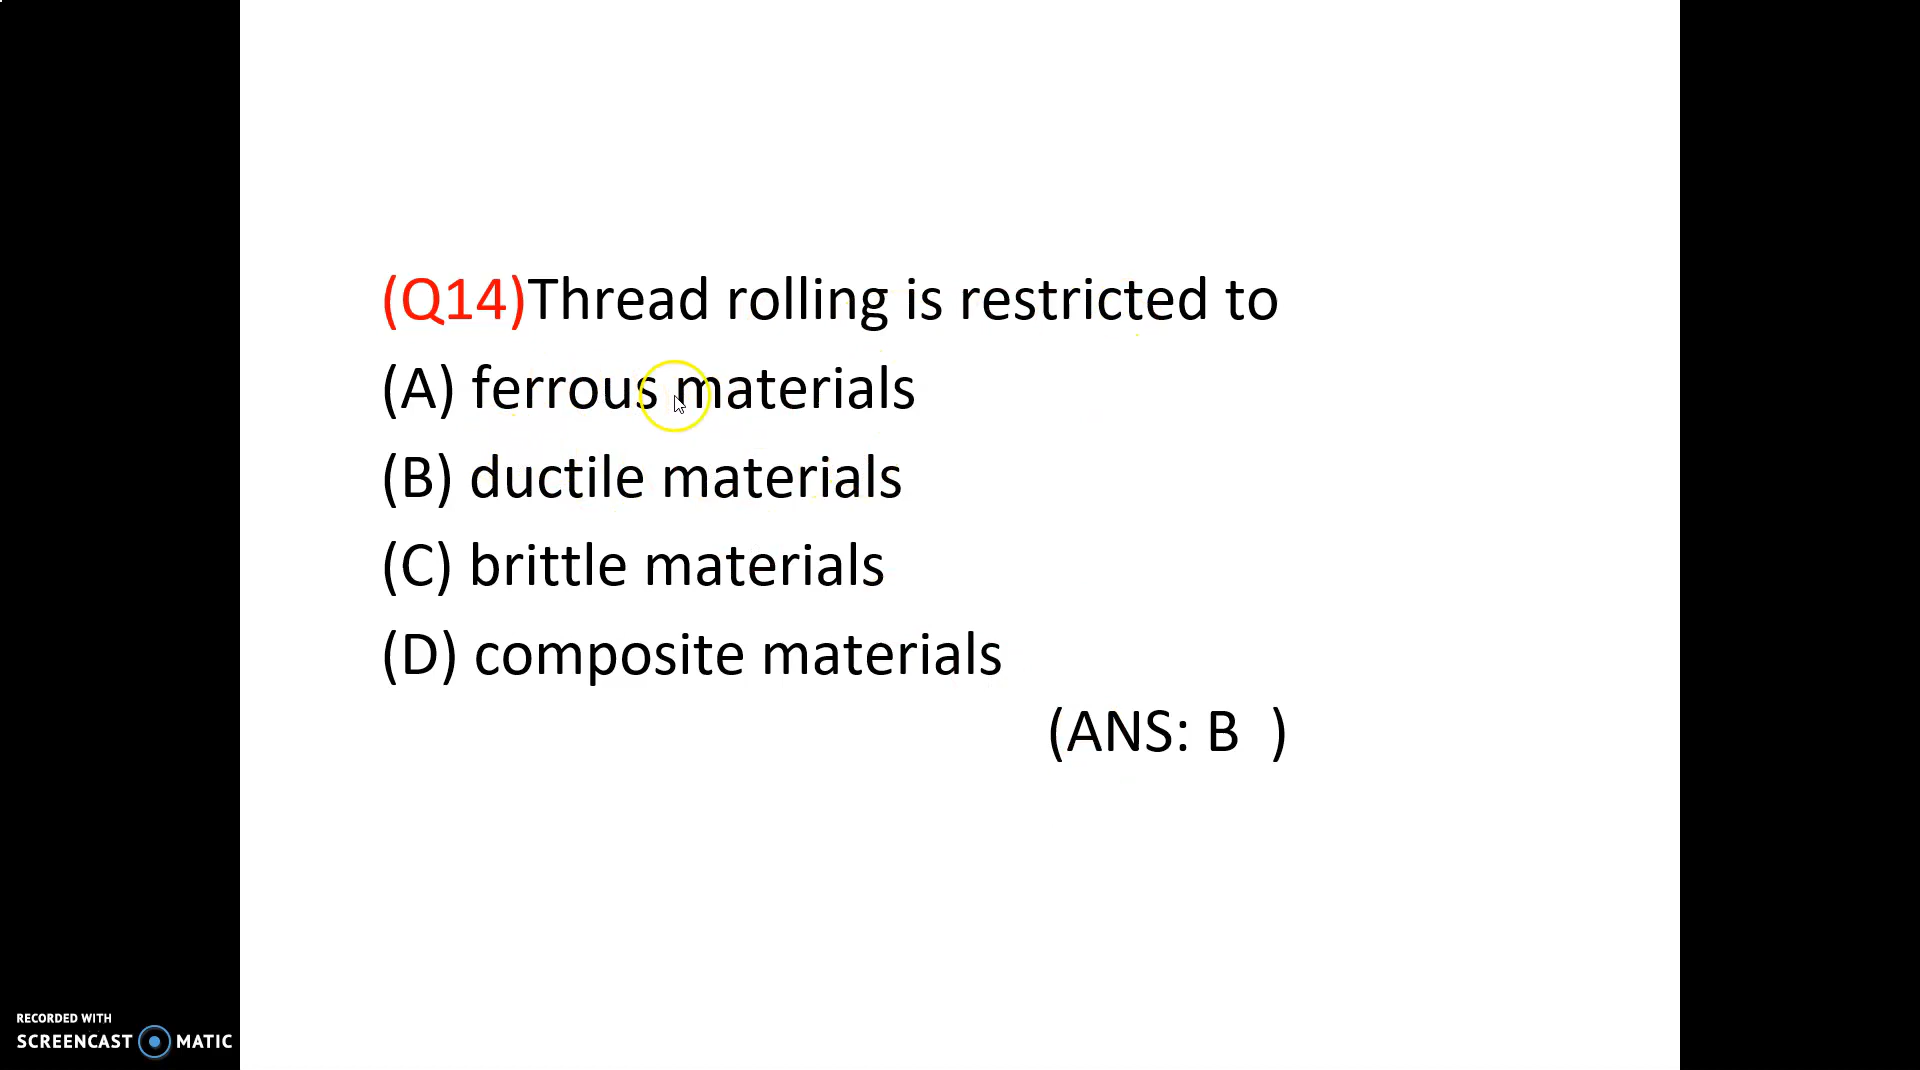 (Q14)Thread rolling is restricted to
(A) ferrous materials
(B) ductile materials
(C) brittle materials
(D) composite materials
(ANS: B  )
RECORDED WITH
SCREENCAST MATIC